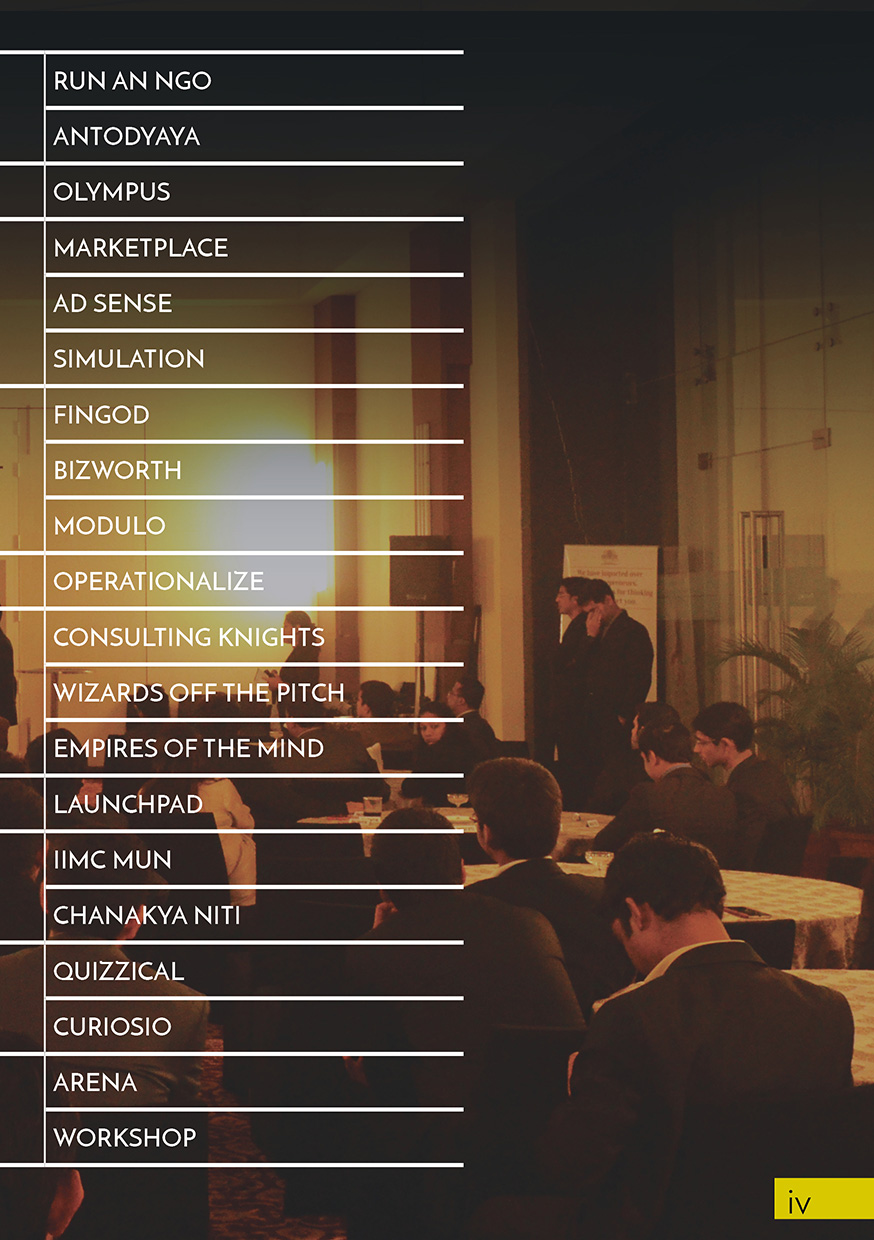 RUN AN NGO
ANTODYAYA
OLYMPUS
MARKETPLACE
AD SENSE
SIMULATION
FINGOD
BIZWORTH
MODULO
OPERATIONALIZE
CONSULTING KNIGHTS
WIZARDS OFF THE PITCH
EMPIRES OF THE MIND
LAUNCHPAD
IIMC MUN
CHANAKYA NITI
QUIZZICAL
CURIOSIO
ARENA
WORKSHOP
iv